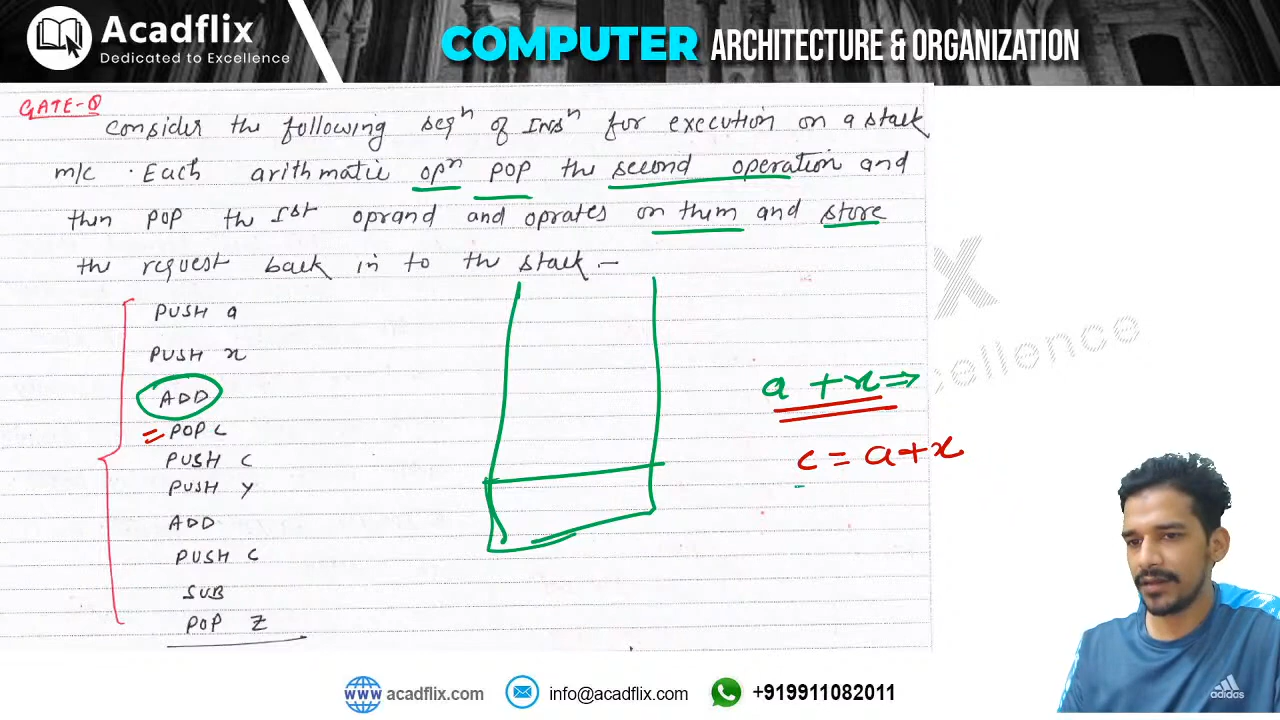 Acadflix
Dedicated to Excellence
COMPUTER ARCHITECTURE & ORGANIZATION
GATE-Q
Consider the following seqⁿ of INSⁿ for execution on a stack
m/c . Each arithmatic opⁿ POP the second operation and
then POP the Ist oprand and oprates on them and store
the request back in to the stack -
PUSH a
PUSH x
ADD
POP C
PUSH C
PUSH y
ADD
PUSH C
SUB
POP Z
a + x ⇒
c = a + x
X
cellence
adidas
acadflix.com
info@acadflix.com
+919911082011